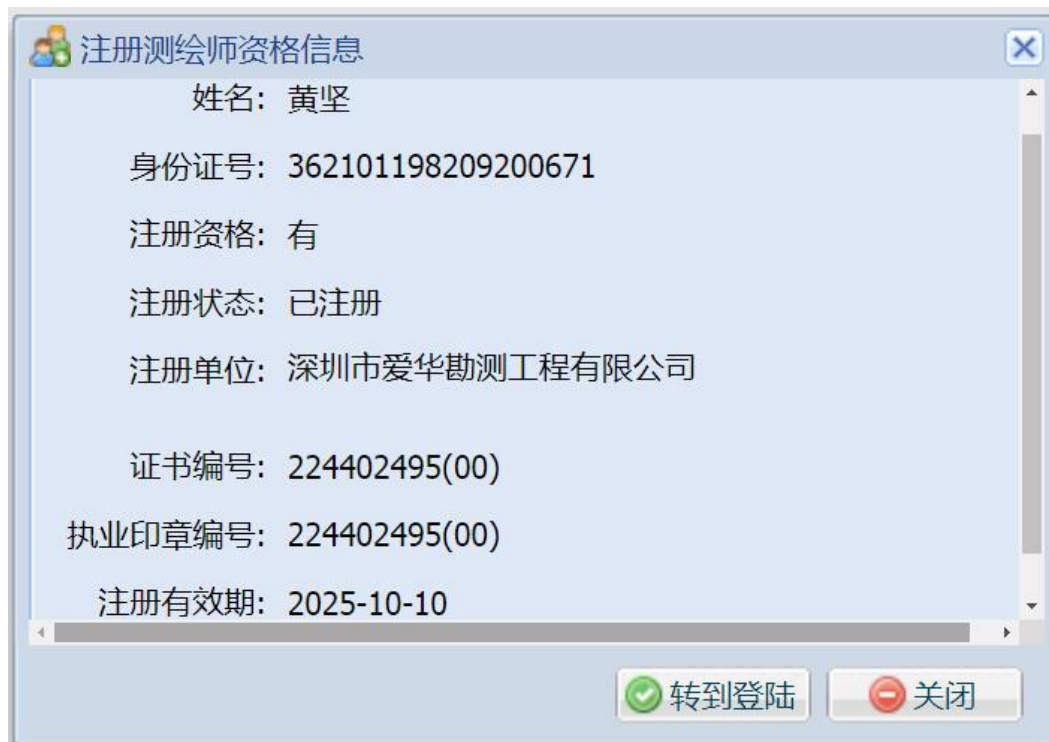 注册测绘师资格信息
姓名: 黄坚
身份证号: 362101198209200671
注册资格: 有
注册状态: 已注册
注册单位: 深圳市爱华勘测工程有限公司
证书编号: 224402495(00)
执业印章编号: 224402495(00)
注册有效期: 2025-10-10
转到登陆 关闭